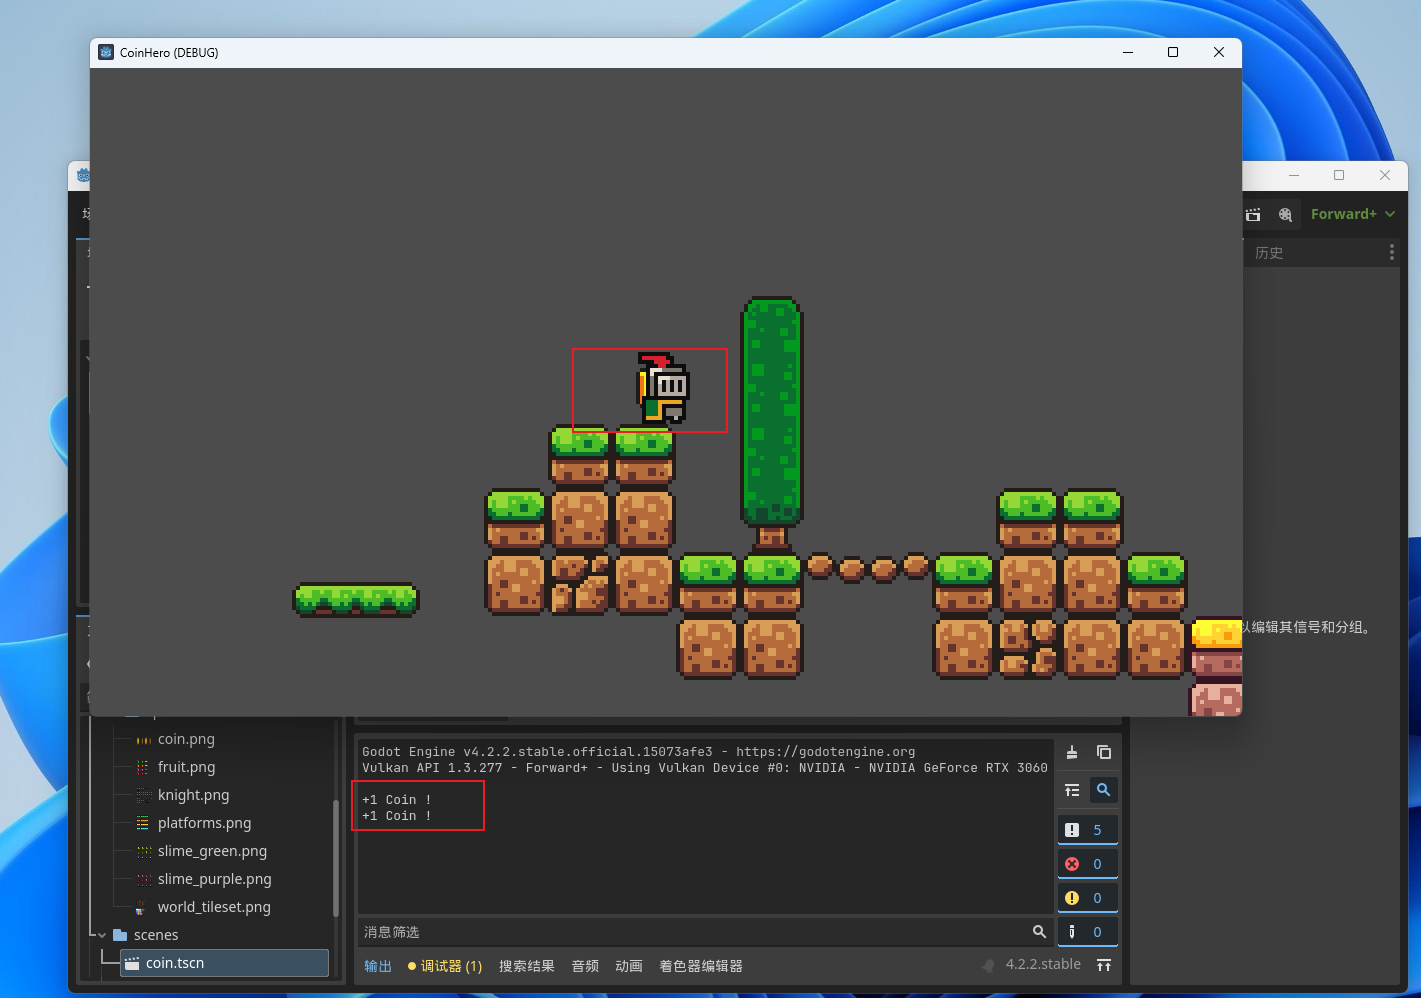 CoinHero (DEBUG)
Forward+
历史
以编辑其信号和分组。
coin.png
fruit.png
knight.png
platforms.png
slime_green.png
slime_purple.png
world_tileset.png
scenes
coin.tscn
Godot Engine v4.2.2.stable.official.15073afe3 - https://godotengine.org
Vulkan API 1.3.277 - Forward+ - Using Vulkan Device #0: NVIDIA - NVIDIA GeForce RTX 3060
+1 Coin !
+1 Coin !
5
0
0
0
消息筛选
输出 调试器 (1) 搜索结果 音频 动画 着色器编辑器 4.2.2.stable